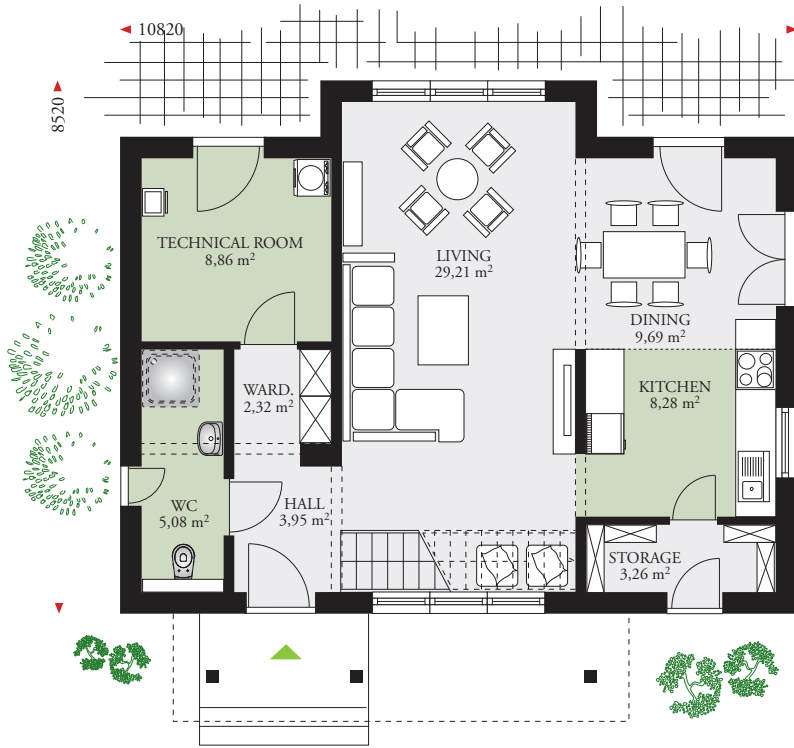 10820
8520
TECHNICAL ROOM
8,86 m²
LIVING
29,21 m²
DINING
9,69 m²
WARD.
2,32 m²
KITCHEN
8,28 m²
WC
5,08 m²
HALL
3,95 m²
STORAGE
3,26 m²